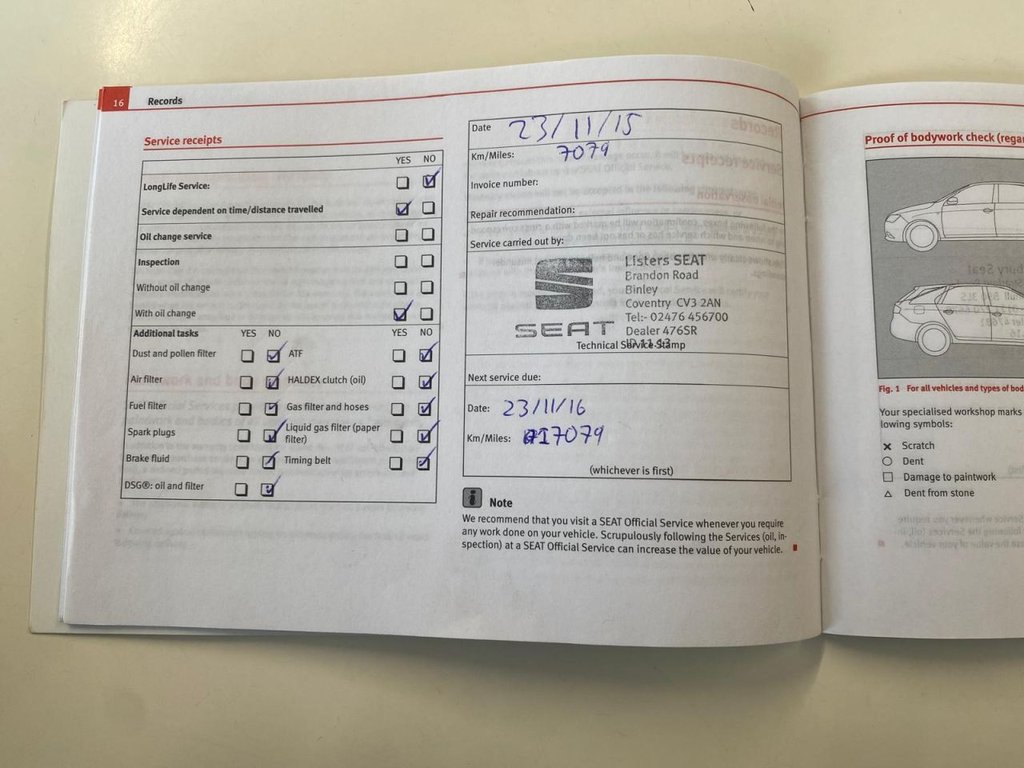 16 Records
Service receipts
YES NO
LongLife Service:
Service dependent on time/distance travelled
Oil change service
Inspection
Without oil change
With oil change
Additional tasks YES NO YES NO
Dust and pollen filter ATF
Air filter HALDEX clutch (oil)
Fuel filter Gas filter and hoses
Spark plugs Liquid gas filter (paper
filter)
Brake fluid Timing belt
DSG®: oil and filter
Date 23/11/15
Km/Miles: 7079
Invoice number:
Repair recommendation:
Service carried out by:
SEAT
Listers SEAT
Brandon Road
Binley
Coventry CV3 2AN
Tel:- 02476 456700
Dealer 476SR
Technical Service stamp
Next service due:
Date: 23/11/16
Km/Miles: 17079
(whichever is first)
i Note
We recommend that you visit a SEAT Official Service whenever you require
any work done on your vehicle. Scrupulously following the Services (oil, in-
spection) at a SEAT Official Service can increase the value of your vehicle.
Proof of bodywork check (rega
Fig. 1 For all vehicles and types of bod
Your specialised workshop marks
lowing symbols:
Scratch
Dent
Damage to paintwork
Dent from stone